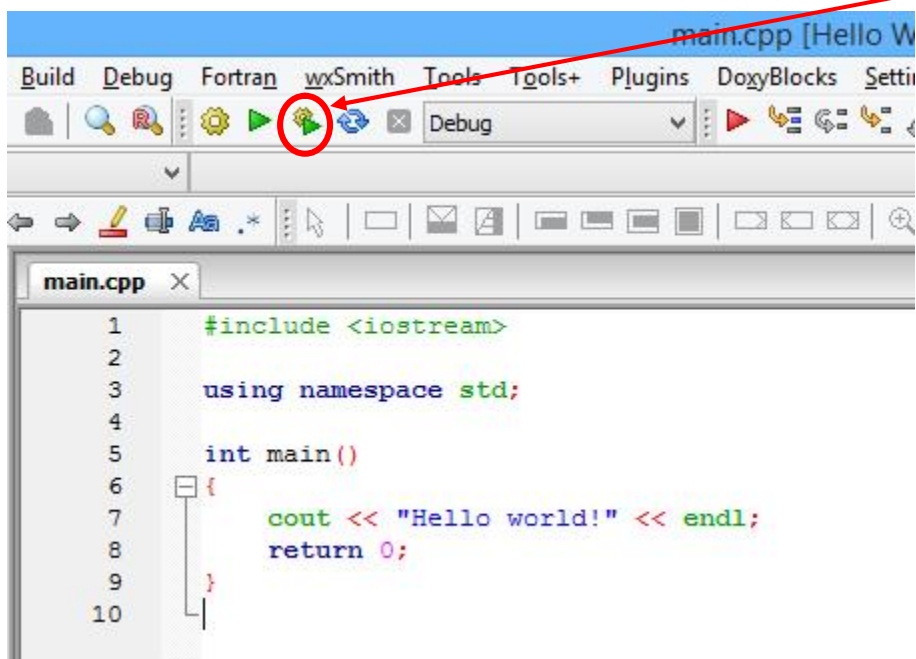 main.cpp [Hello W
Build Debug Fortran wxSmith Tools Tools+ Plugins DoxyBlocks Settin
Debug
main.cpp
1 #include <iostream>
2
3 using namespace std;
4
5 int main()
6 {
7 cout << "Hello world!" << endl;
8 return 0;
9 }
10